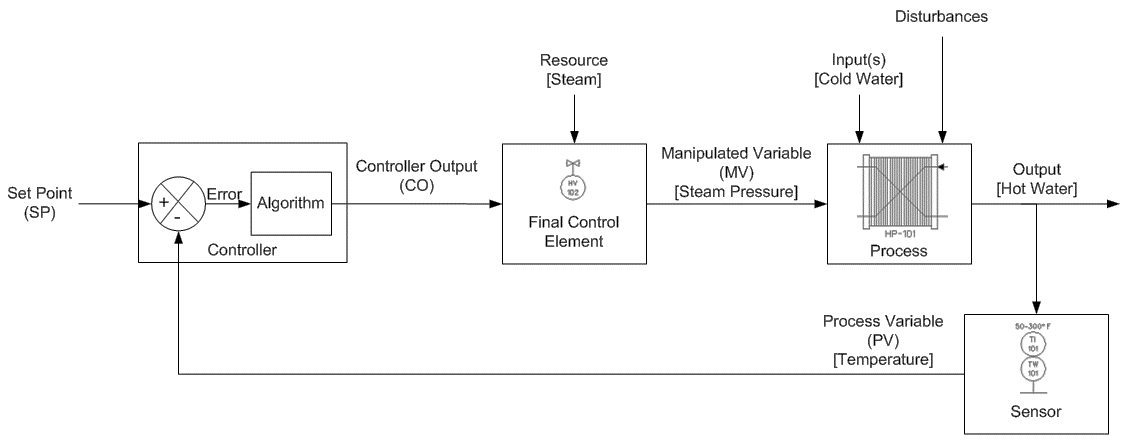 Disturbances
Resource
[Steam]
Input(s)
[Cold Water]
Set Point
(SP)
+
-
Error
Algorithm
Controller
Controller Output
(CO)
HV
102
Final Control
Element
Manipulated Variable
(MV)
[Steam Pressure]
HP-101
Process
Output
[Hot Water]
Process Variable
(PV)
[Temperature]
50-300° F
TI
101
TW
101
Sensor